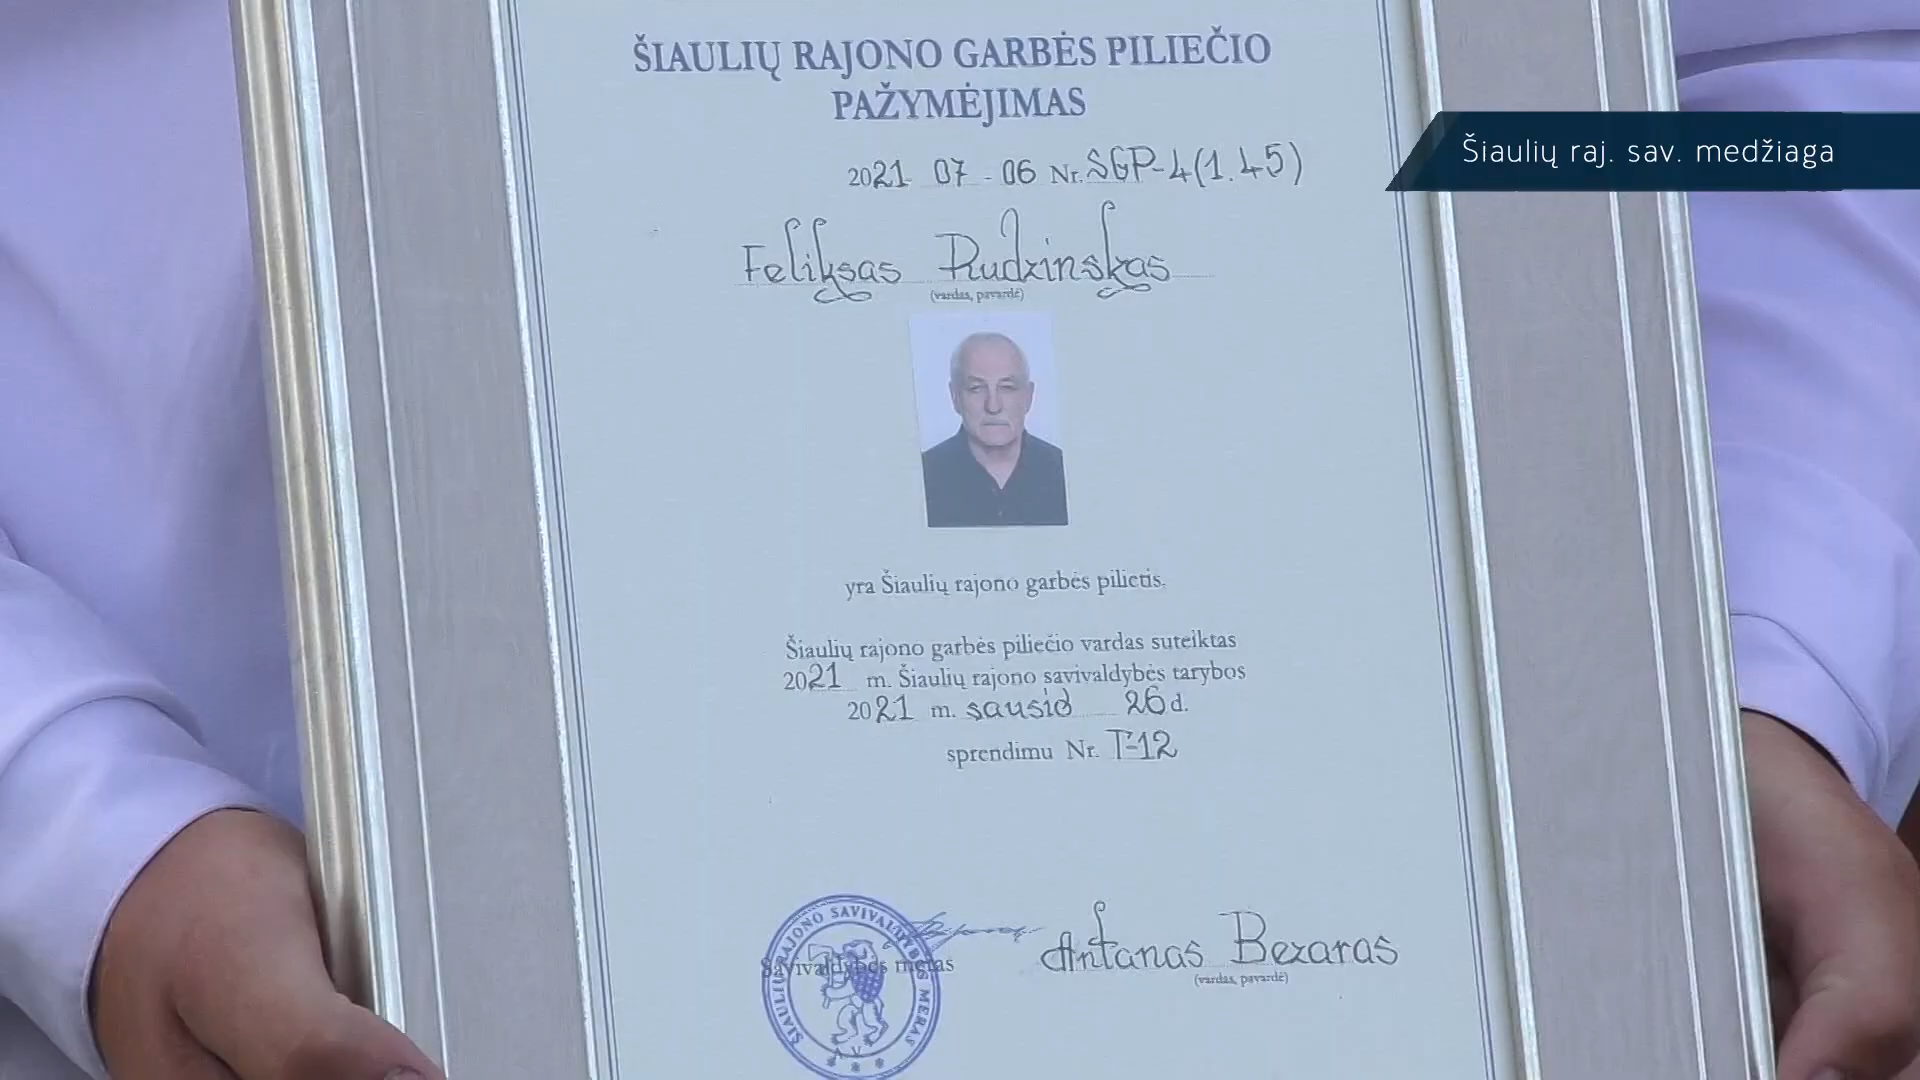 ŠIAULIŲ RAJONO GARBĖS PILIEČIO
PAŽYMĖJIMAS
Šiaulių raj. sav. medžiaga
2021 07 - 06 Nr. SGP-4(1.45)
Feliksas Rudzinskas
(vardas, pavardė)
yra Šiaulių rajono garbės pilietis.
Šiaulių rajono garbės piliečio vardas suteiktas
2021 m. Šiaulių rajono savivaldybės tarybos
2021 m. sausio 26 d.
sprendimu Nr. T-12
Savivaldybės meras
Antanas Bezaras
(vardas, pavardė)
ŠIAULIŲ RAJONO SAVIVALDYBĖS MERAS
A.V.